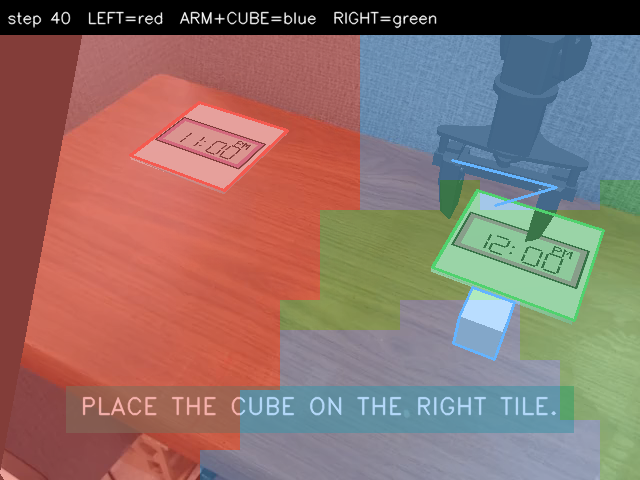 step 40 LEFT=red ARM+CUBE=blue RIGHT=green
11:00 PM
12:00 PM
PLACE THE CUBE ON THE RIGHT TILE.